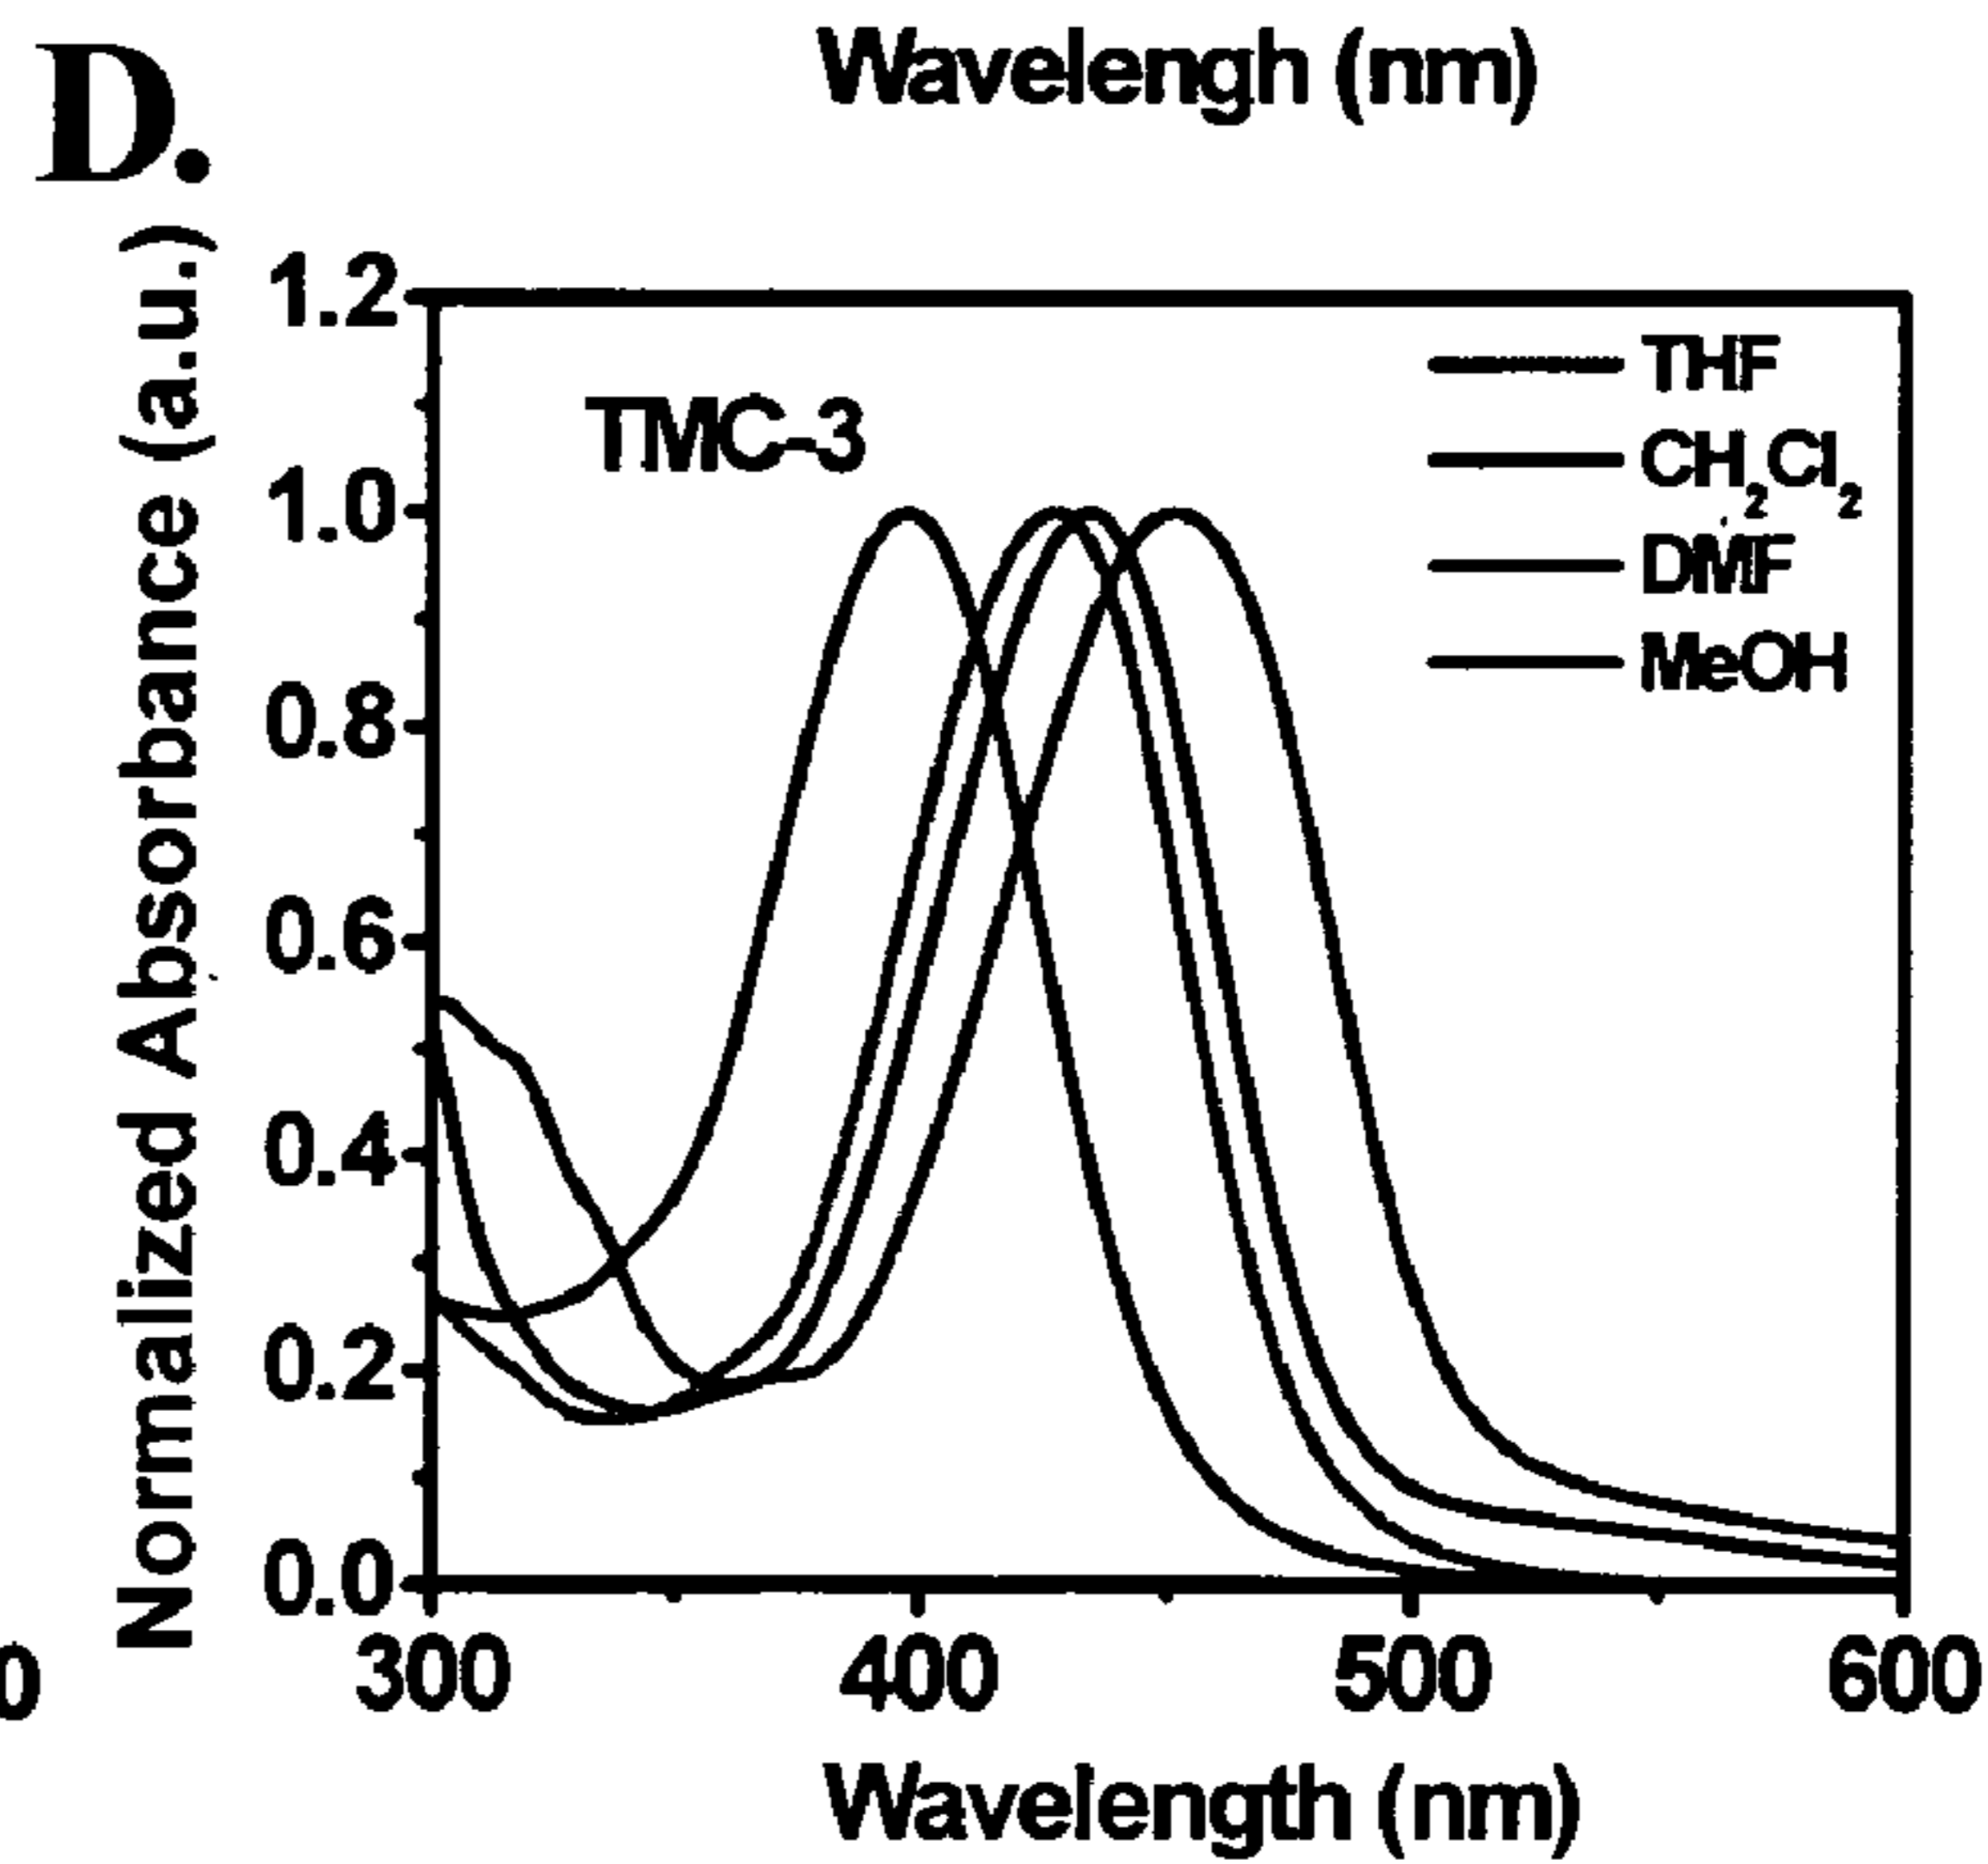 Wavelengh (nm)
D.
Normalized Absorbance (a.u.)
1.2
1.0
0.8
0.6
0.4
0.2
0.0
TMC-3
THF
CH₂Cl₂
DMF
MeOH
0
300 400 500 600
Wavelength (nm)